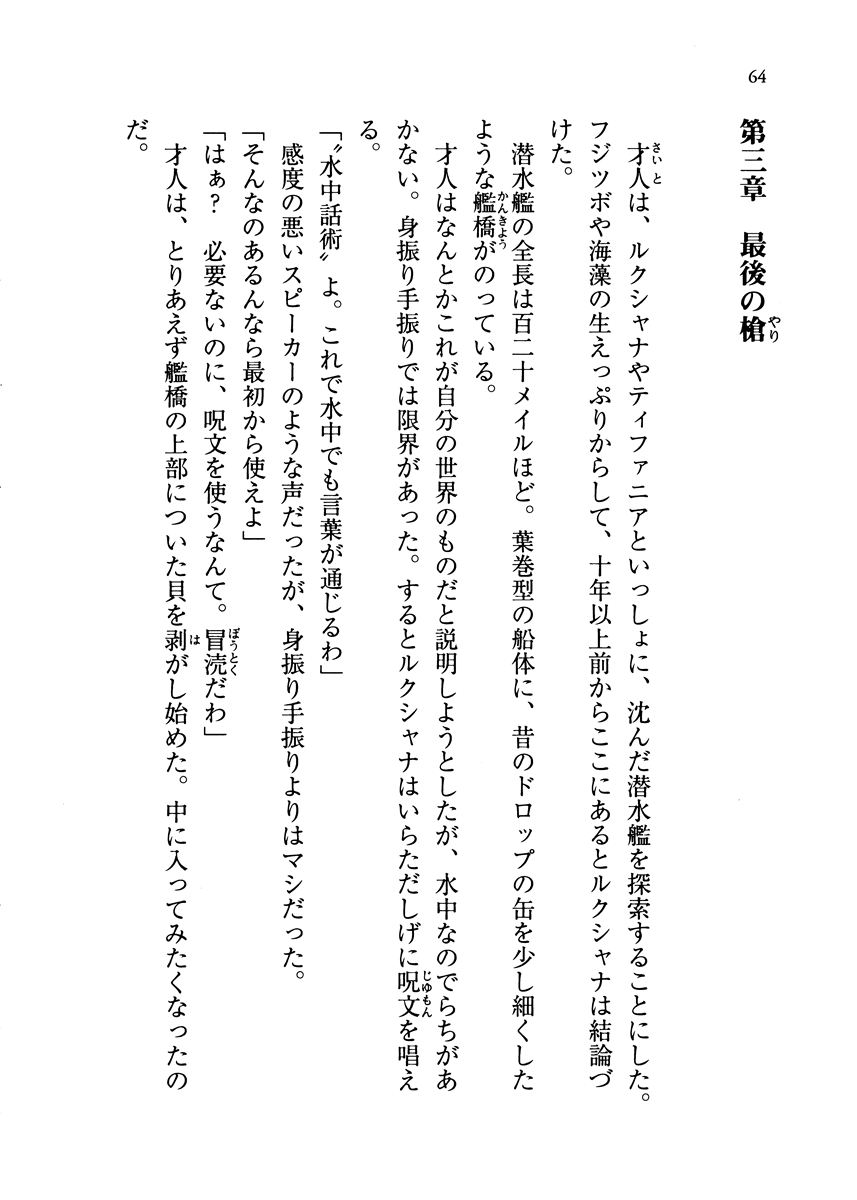 64
第三章　最後の槍
才人は、ルクシャナやティファニアといっしょに、沈んだ潜水艦を探索することにした。
フジツボや海藻の生えっぷりからして、十年以上前からここにあるとルクシャナは結論づ
けた。
潜水艦の全長は百二十メイルほど。葉巻型の船体に、昔のドロップの缶を少し細くした
ような艦橋がのっている。
才人はなんとかこれが自分の世界のものだと説明しようとしたが、水中なのでらちがあ
かない。身振り手振りでは限界があった。するとルクシャナはいらただしげに呪文を唱え
る。
「〝水中話術〟よ。これで水中でも言葉が通じるわ」
感度の悪いスピーカーのような声だったが、身振り手振りよりはマシだった。
「そんなのあるんなら最初から使えよ」
「はぁ？　必要ないのに、呪文を使うなんて。冒涜だわ」
才人は、とりあえず艦橋の上部についた貝を剥がし始めた。中に入ってみたくなったの
だ。